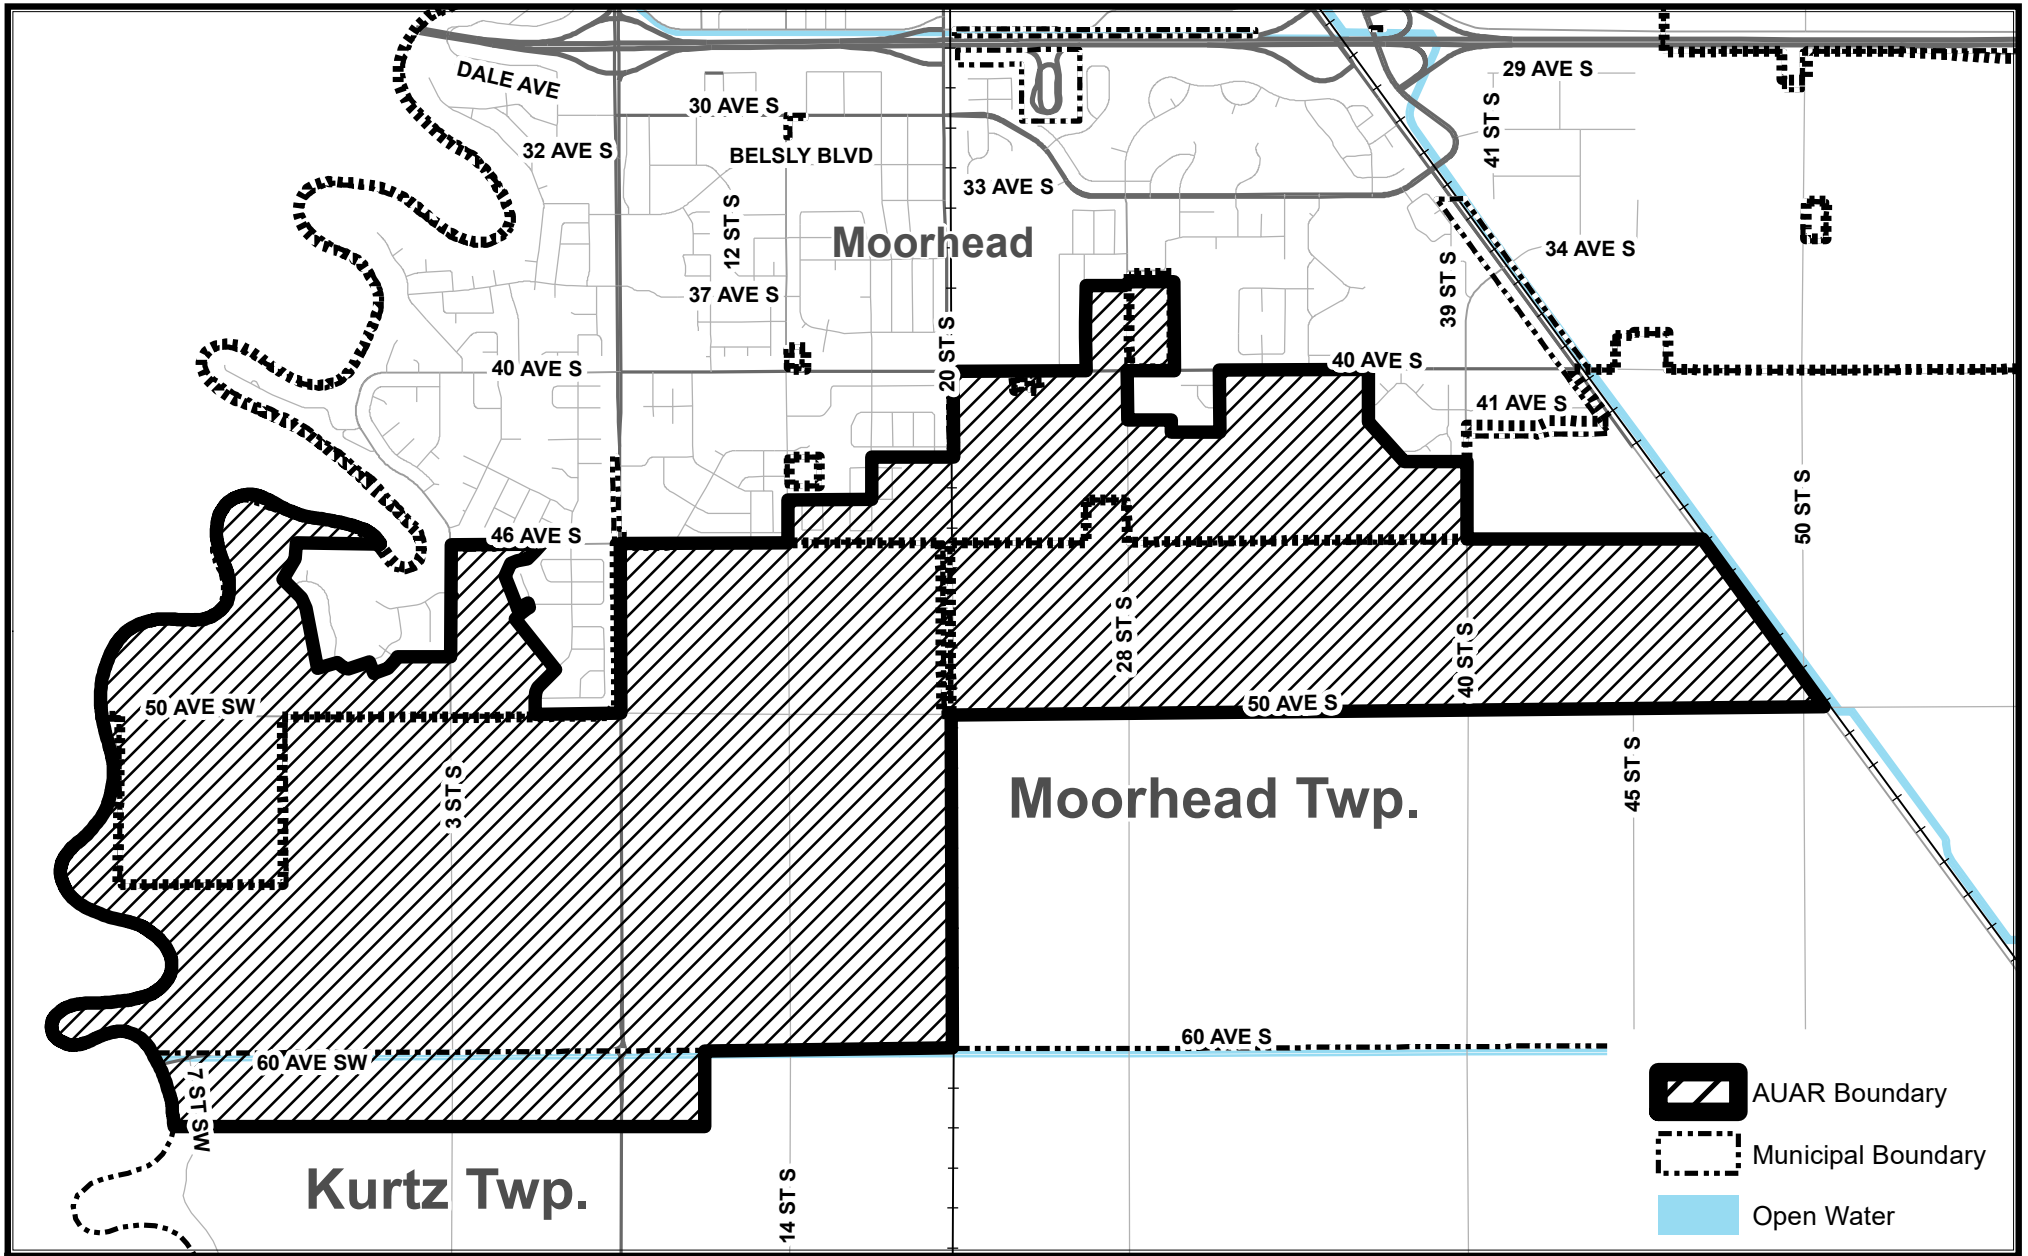 DALE AVE
29 AVE S
30 AVE S
41 ST S
32 AVE S
BELSLY BLVD
33 AVE S
12 ST S
Moorhead
34 AVE S
39 ST S
37 AVE S
20 ST S
40 AVE S
40 AVE S
41 AVE S
50 ST S
46 AVE S
28 ST S
40 ST S
50 AVE SW
50 AVE S
3 ST S
45 ST S
Moorhead Twp.
60 AVE S
60 AVE SW
7 ST SW
14 ST S
Kurtz Twp.
AUAR Boundary
Municipal Boundary
Open Water